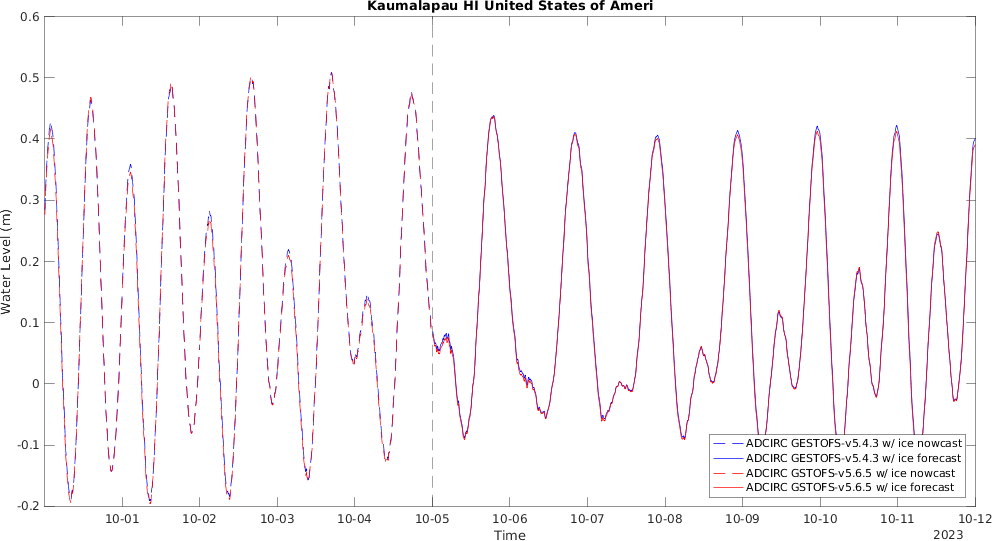 Kaumalapau HI United States of Ameri
0.6
0.5
0.4
0.3
0.2
0.1
0
-0.1
-0.2
Water Level (m)
ADCIRC GESTOFS-v5.4.3 w/ ice nowcast
ADCIRC GESTOFS-v5.4.3 w/ ice forecast
ADCIRC GSTOFS-v5.6.5 w/ ice nowcast
ADCIRC GSTOFS-v5.6.5 w/ ice forecast
10-01 10-02 10-03 10-04 10-05 10-06 10-07 10-08 10-09 10-10 10-11 10-12
Time
2023